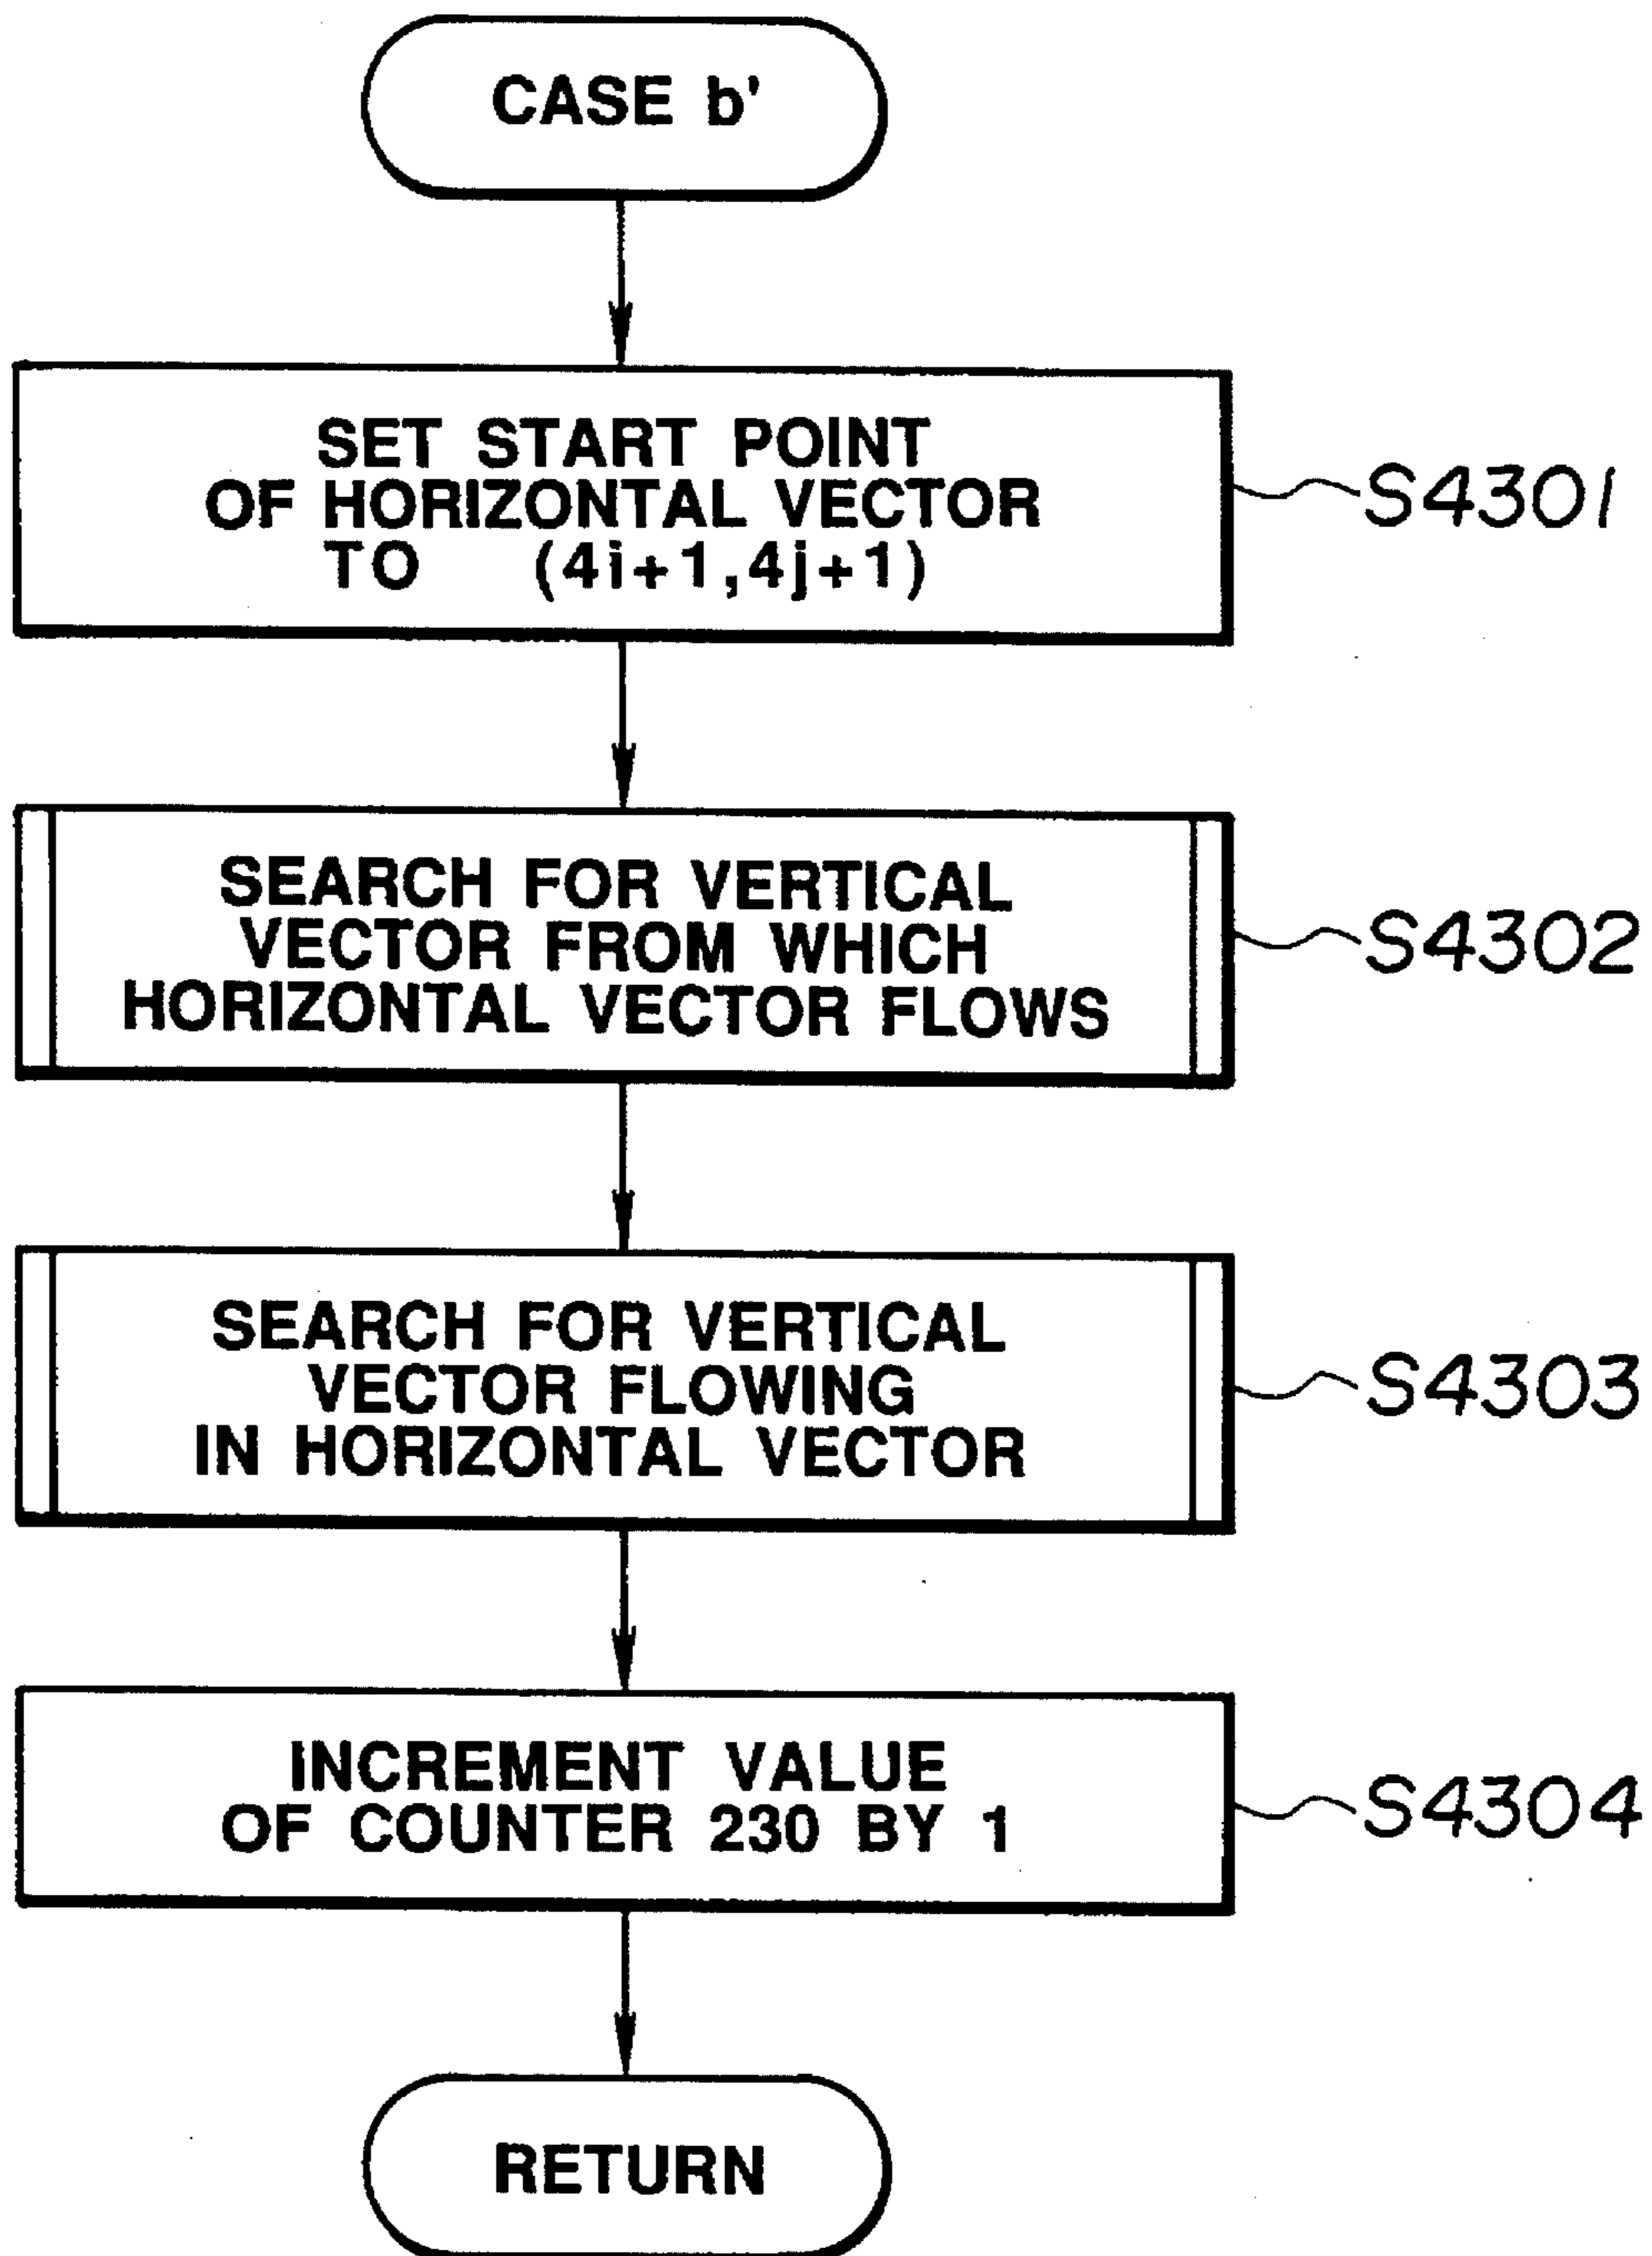 CASE b'
SET START POINT
OF HORIZONTAL VECTOR
TO (4i+1,4j+1)
S4301
SEARCH FOR VERTICAL
VECTOR FROM WHICH
HORIZONTAL VECTOR FLOWS
S4302
SEARCH FOR VERTICAL
VECTOR FLOWING
IN HORIZONTAL VECTOR
S4303
INCREMENT VALUE
OF COUNTER 230 BY 1
S4304
RETURN